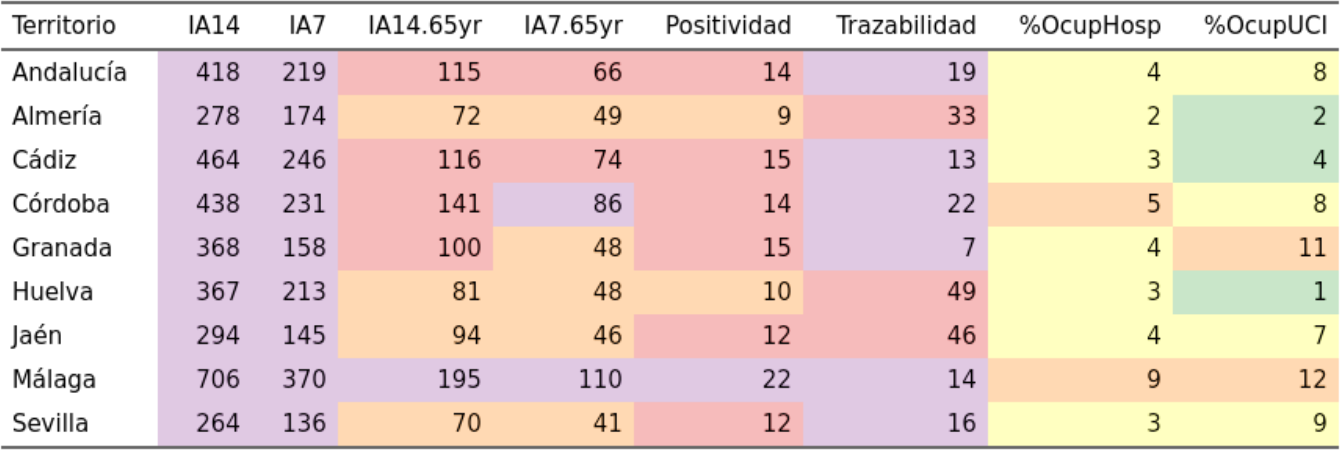 Territorio IA14 IA7 IA14.65yr IA7.65yr Positividad Trazabilidad %OcupHosp %OcupUCI
Andalucía 418 219 115 66 14 19 4 8
Almería 278 174 72 49 9 33 2 2
Cádiz 464 246 116 74 15 13 3 4
Córdoba 438 231 141 86 14 22 5 8
Granada 368 158 100 48 15 7 4 11
Huelva 367 213 81 48 10 49 3 1
Jaén 294 145 94 46 12 46 4 7
Málaga 706 370 195 110 22 14 9 12
Sevilla 264 136 70 41 12 16 3 9